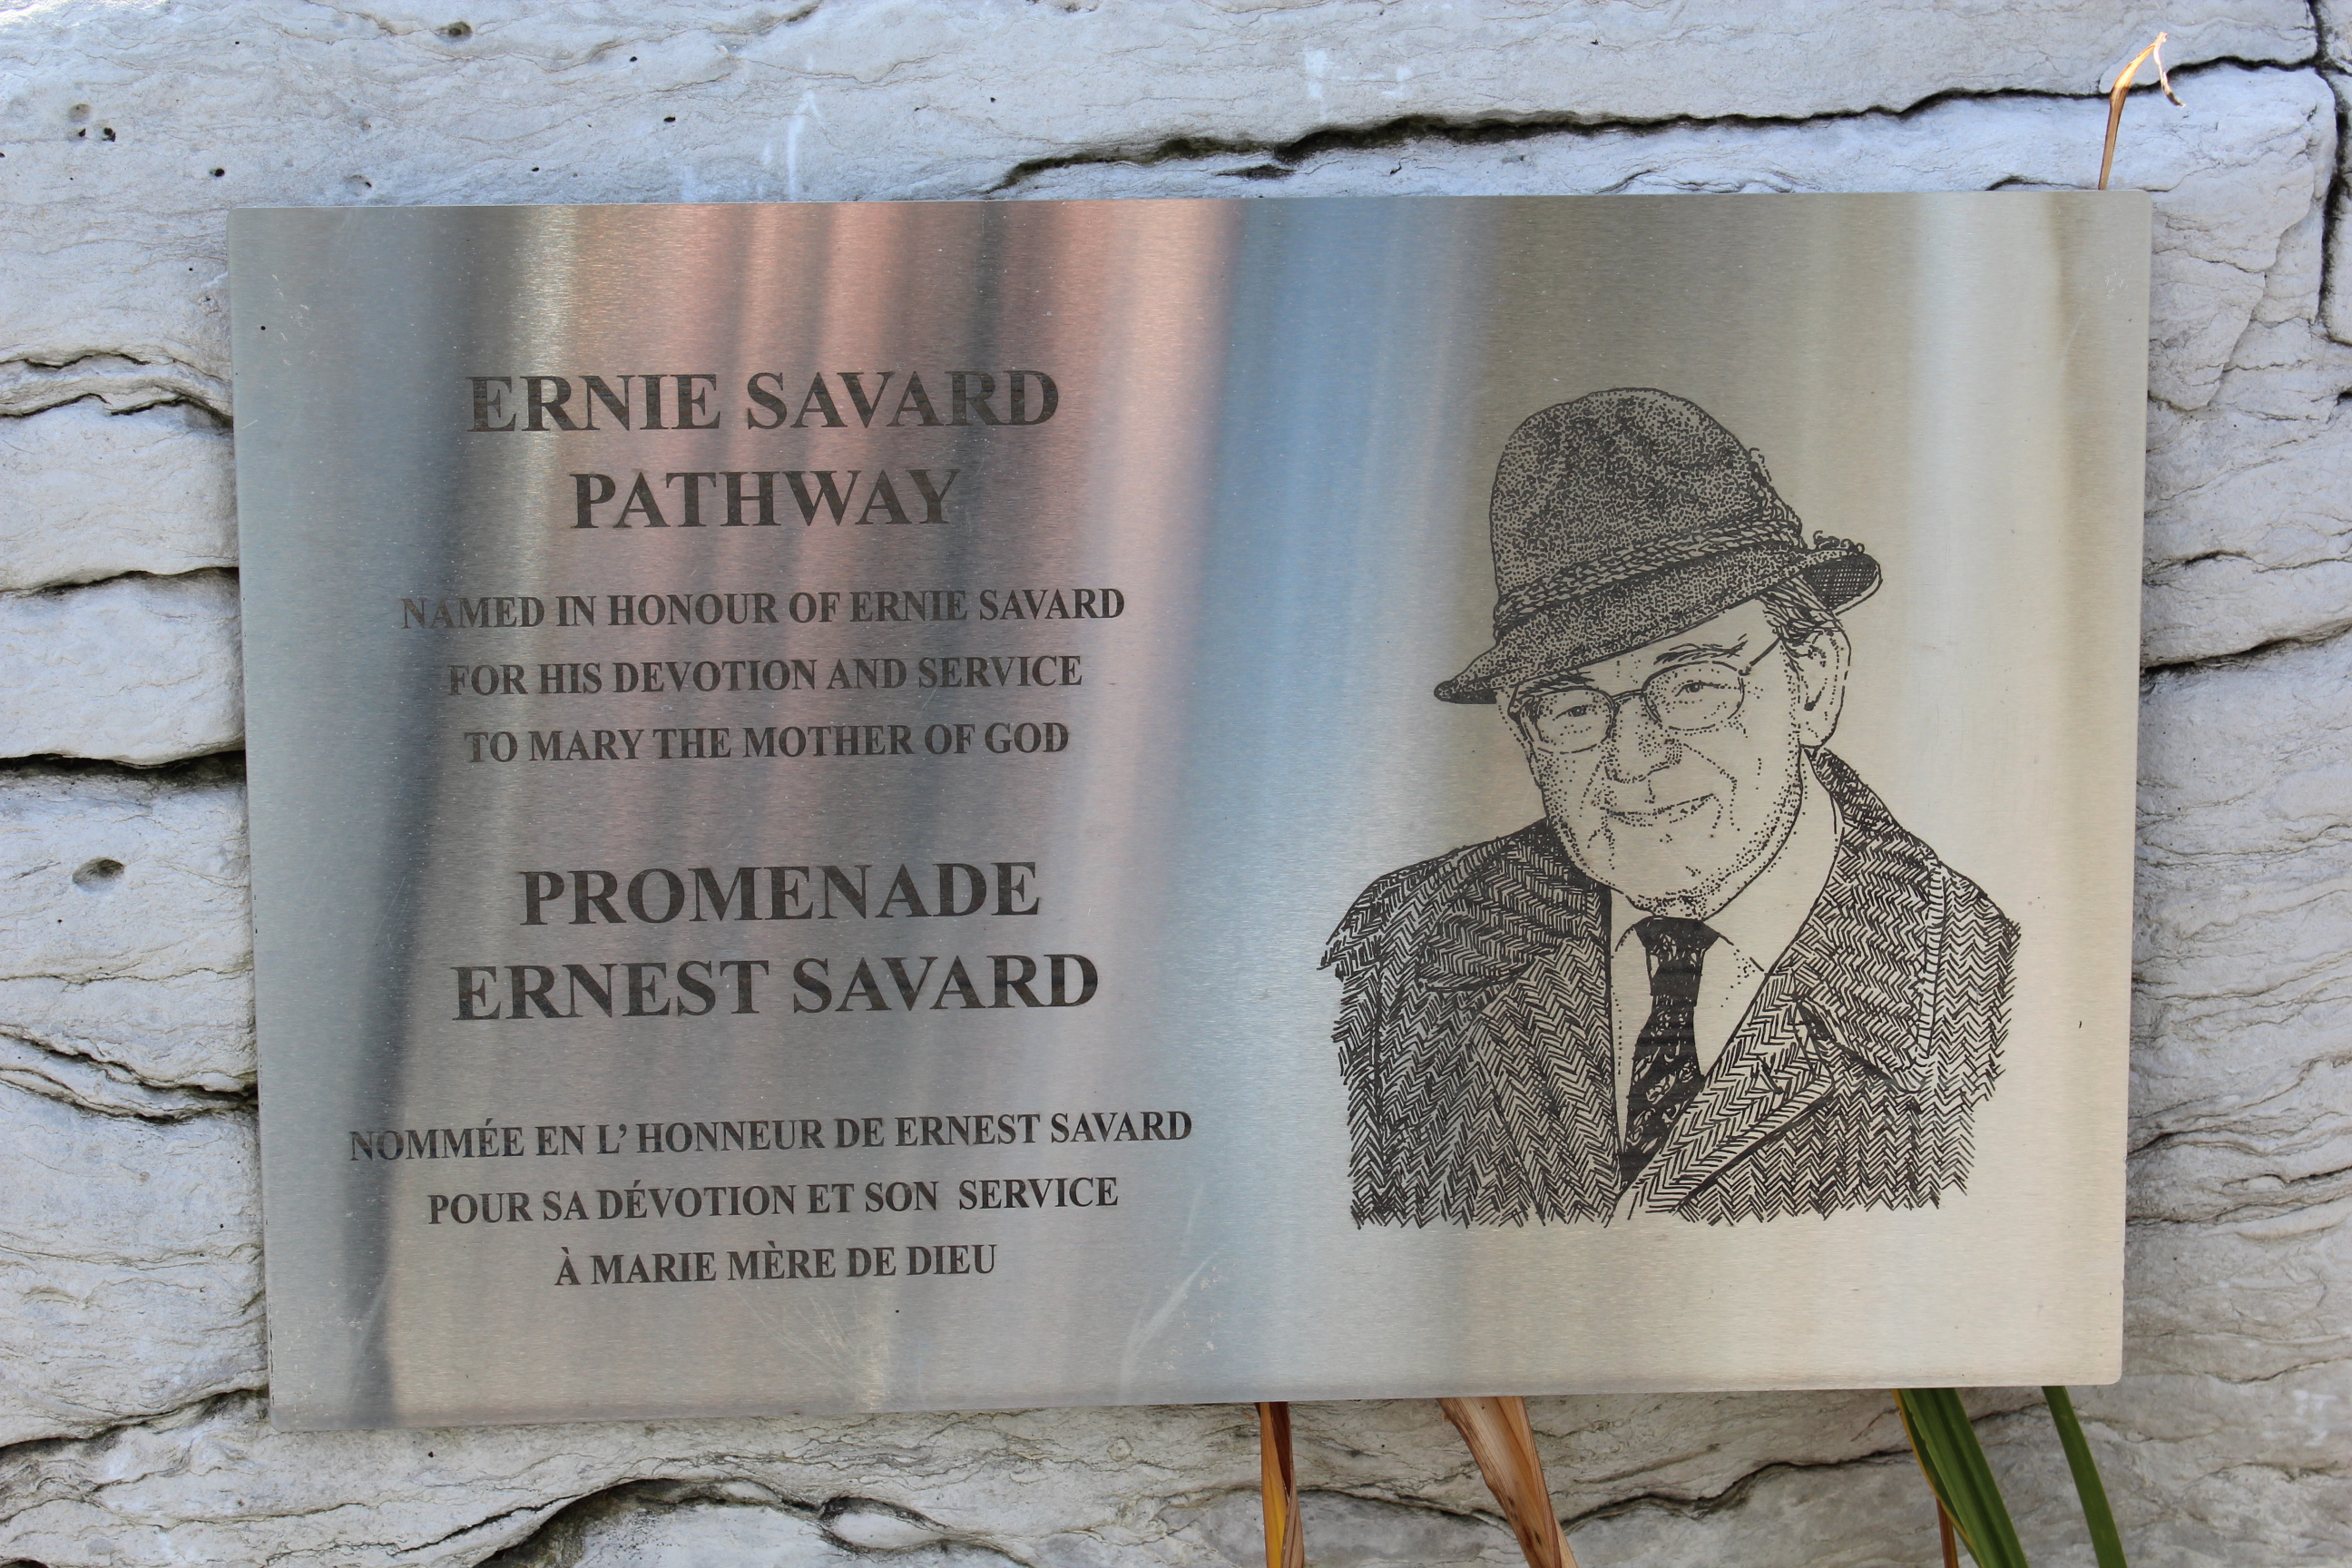 ERNIE SAVARD
PATHWAY
NAMED IN HONOUR OF ERNIE SAVARD
FOR HIS DEVOTION AND SERVICE
TO MARY THE MOTHER OF GOD
PROMENADE
ERNEST SAVARD
NOMMÉE EN L' HONNEUR DE ERNEST SAVARD
POUR SA DÉVOTION ET SON SERVICE
À MARIE MÈRE DE DIEU